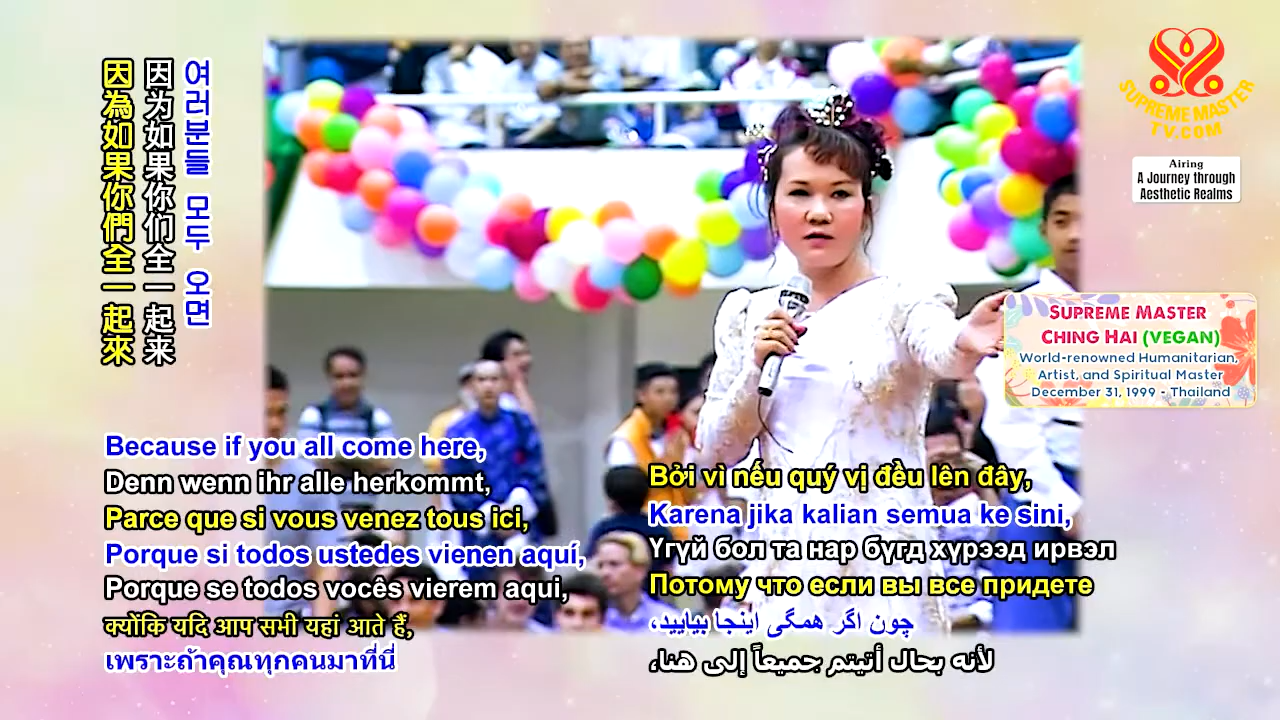 因為如果你們全一起來
因为如果你们全一起来
여러분들 모두 오면
SUPREME MASTER
TV.COM
Airing
A Journey through
Aesthetic Realms
SUPREME MASTER
CHING HAI (VEGAN)
World-renowned Humanitarian,
Artist, and Spiritual Master
December 31, 1999 - Thailand
Because if you all come here,
Denn wenn ihr alle herkommt,
Parce que si vous venez tous ici,
Porque si todos ustedes vienen aquí,
Porque se todos vocês vierem aqui,
क्योंकि यदि आप सभी यहां आते हैं,
เพราะถ้าคุณทุกคนมาที่นี่
Bởi vì nếu quý vị đều lên đây,
Karena jika kalian semua ke sini,
Үгүй бол та нар бүгд хүрээд ирвэл
Потому что если вы все придете
چون اگر همگی اینجا بیایید،
لأنه بحال أتيتم جميعاً إلى هنا،